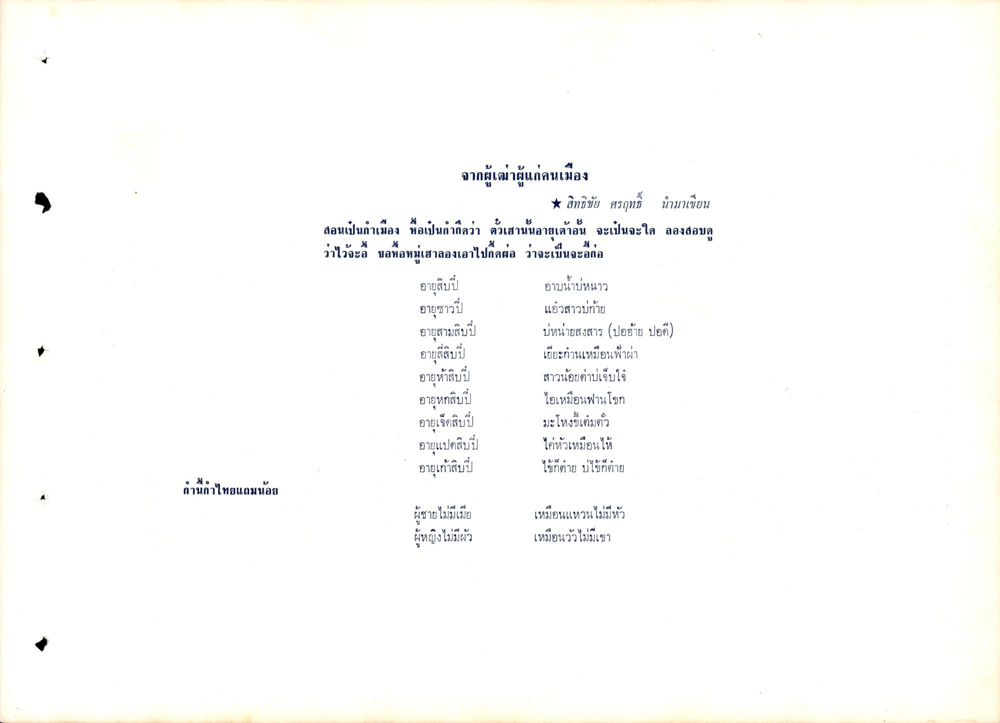 จากผู้เฒ่าผู้แก่คนเมือง
★ สิทธิชัย ศรฤทธิ์ นำมาเขียน
สอนเป๋นกำเมือง หื้อเป๋นกำกึดว่า ตั๋วเฮานั้นอายุเต้าอั้น จะเป๋นจะใด ลองสอบดู
ว่าไว้จะอี้ ขอหื้อหมู่เฮาลองเอาไปกึ้ดผ่อ ว่าจะเป็นจะอี้ก่อ
อายุสิบปี๋ อาบน้ำบ่หนาว
อายุซาวปี๋ แอ๋วสาวบ่ก้าย
อายุสามสิบปี๋ บ่หน่ายสงสาร (ปอฮ้าย ปอดี)
อายุสี่สิบปี๋ เยียะก๋านเหมือนฟ้าผ่า
อายุห้าสิบปี๋ สาวน้อยด่าบ่เจ็บใจ๋
อายุหกสิบปี๋ ไอเหมือนฟานโขก
อายุเจ็ดสิบปี๋ มะโหงขี้เต๋มตั๋ว
อายุแปดสิบปี๋ ไค่หัวเหมือนไห้
อายุเก้าสิบปี๋ ไข้ก็ต๋าย บ่ไข้ก็ต๋าย
กำนี้กำไทยแถมน้อย
ผู้ชายไม่มีเมีย เหมือนแหวนไม่มีหัว
ผู้หญิงไม่มีผัว เหมือนวัวไม่มีเขา